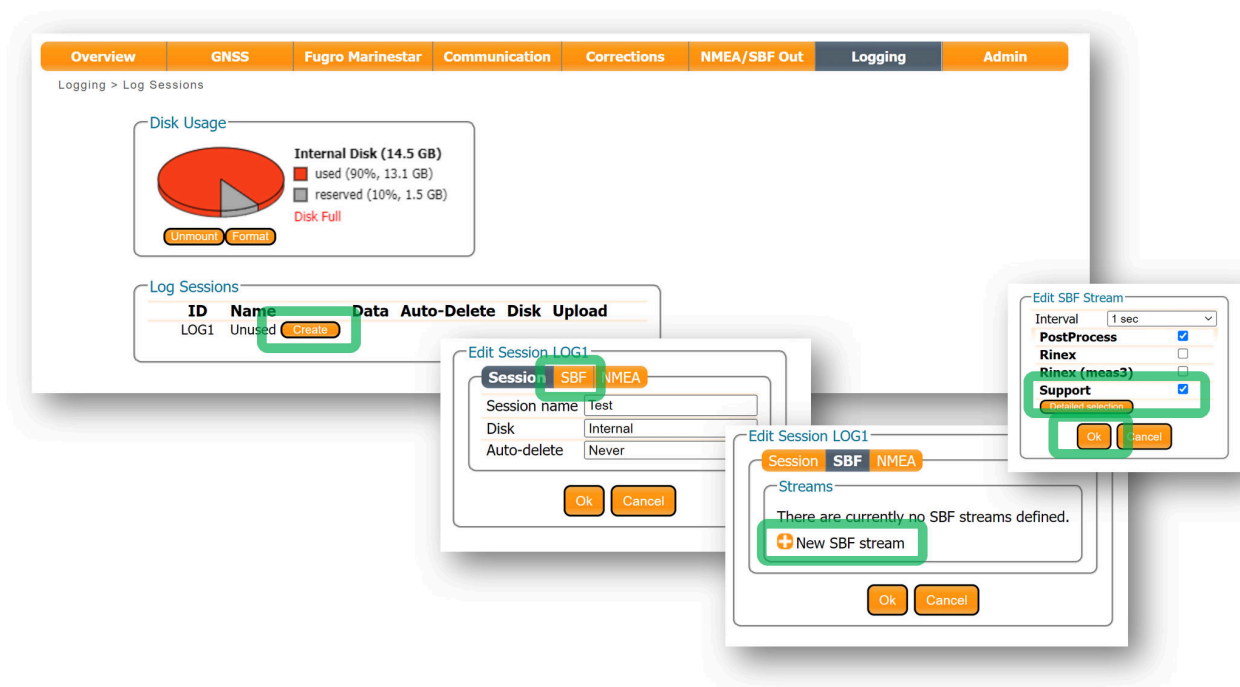 Overview GNSS Fugro Marinestar Communication Corrections NMEA/SBF Out Logging Admin
Logging > Log Sessions
Disk Usage
Internal Disk (14.5 GB)
used (90%, 13.1 GB)
reserved (10%, 1.5 GB)
Disk Full
Unmount Format
Log Sessions
ID Name Data Auto-Delete Disk Upload
LOG1 Unused Create
Edit Session LOG1
Session SBF NMEA
Session name Test
Disk Internal
Auto-delete Never
Ok Cancel
Edit Session LOG1
Session SBF NMEA
Streams
There are currently no SBF streams defined.
New SBF stream
Ok Cancel
Edit SBF Stream
Interval 1 sec
PostProcess
Rinex
Rinex (meas3)
Support
Detailed selection
Ok Cancel